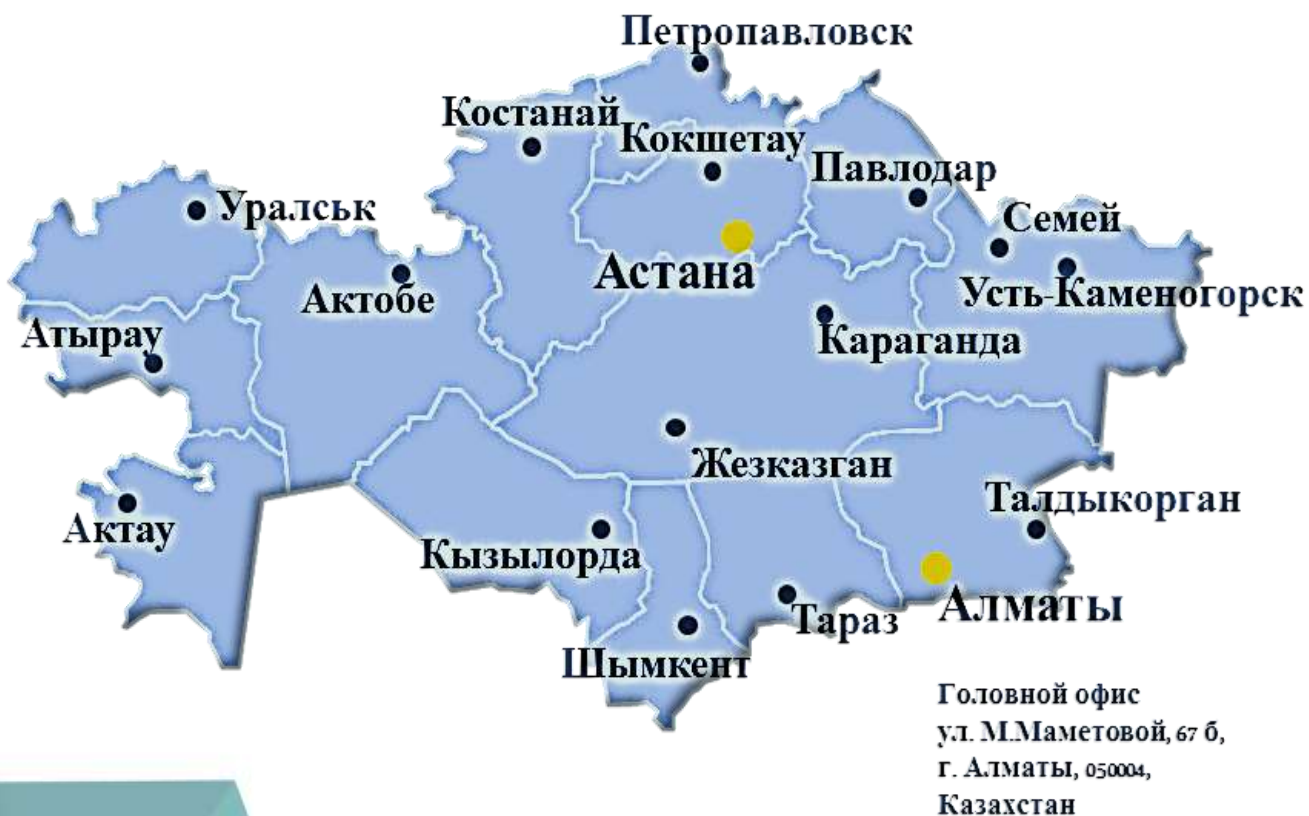 Петропавловск
Костанай
Кокшетау
Павлодар
Уралськ
Семей
Астана
Актобе
Усть-Каменогорск
Атырау
Караганда
Жезказган
Талдыкорган
Актау
Кызылорда
Алматы
Тараз
Шымкент
Головной офис
ул. М.Маметовой, 67 б,
г. Алматы, 050004,
Казахстан